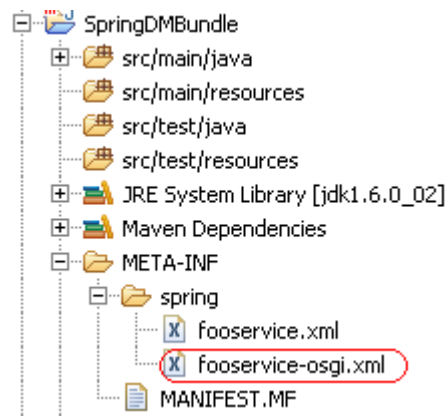 SpringDMBundle
src/main/java
src/main/resources
src/test/java
src/test/resources
JRE System Library [jdk1.6.0_02]
Maven Dependencies
META-INF
spring
fooservice.xml
fooservice-osgi.xml
MANIFEST.MF